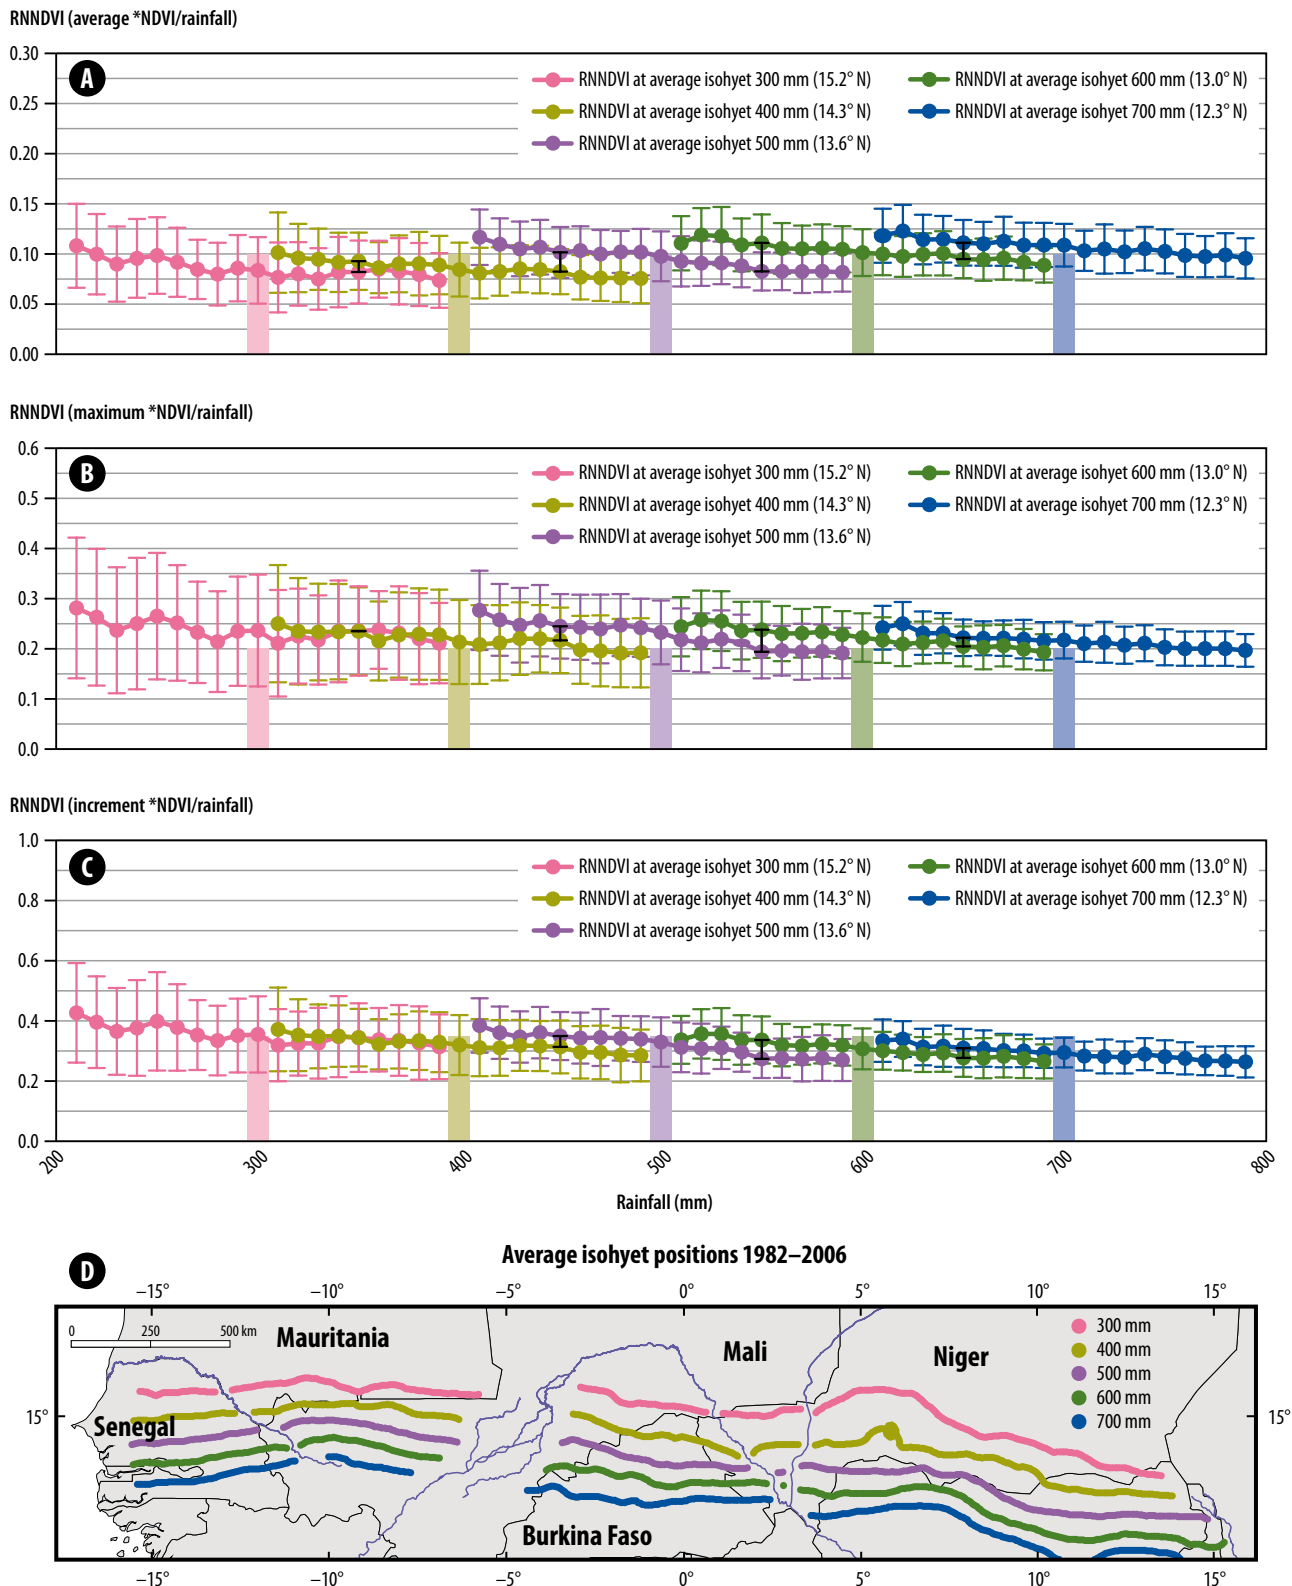 RNNDVI (average *NDVI/rainfall)
0.30
0.25
0.20
0.15
0.10
0.05
0.00
A
RNNDVI at average isohyet 300 mm (15.2° N)
RNNDVI at average isohyet 400 mm (14.3° N)
RNNDVI at average isohyet 500 mm (13.6° N)
RNNDVI at average isohyet 600 mm (13.0° N)
RNNDVI at average isohyet 700 mm (12.3° N)
RNNDVI (maximum *NDVI/rainfall)
0.6
0.5
0.4
0.3
0.2
0.1
0.0
B
RNNDVI at average isohyet 300 mm (15.2° N)
RNNDVI at average isohyet 400 mm (14.3° N)
RNNDVI at average isohyet 500 mm (13.6° N)
RNNDVI at average isohyet 600 mm (13.0° N)
RNNDVI at average isohyet 700 mm (12.3° N)
RNNDVI (increment *NDVI/rainfall)
1.0
0.8
0.6
0.4
0.2
0.0
C
RNNDVI at average isohyet 300 mm (15.2° N)
RNNDVI at average isohyet 400 mm (14.3° N)
RNNDVI at average isohyet 500 mm (13.6° N)
RNNDVI at average isohyet 600 mm (13.0° N)
RNNDVI at average isohyet 700 mm (12.3° N)
200 300 400 500 600 700 800
Rainfall (mm)
D
Average isohyet positions 1982–2006
−15° −10° −5° 0° 5° 10° 15°
0 250 500 km
Mauritania
Mali
Niger
300 mm
400 mm
500 mm
600 mm
700 mm
15° 15°
Senegal
Burkina Faso
−15° −10° −5° 0° 5° 10° 15°